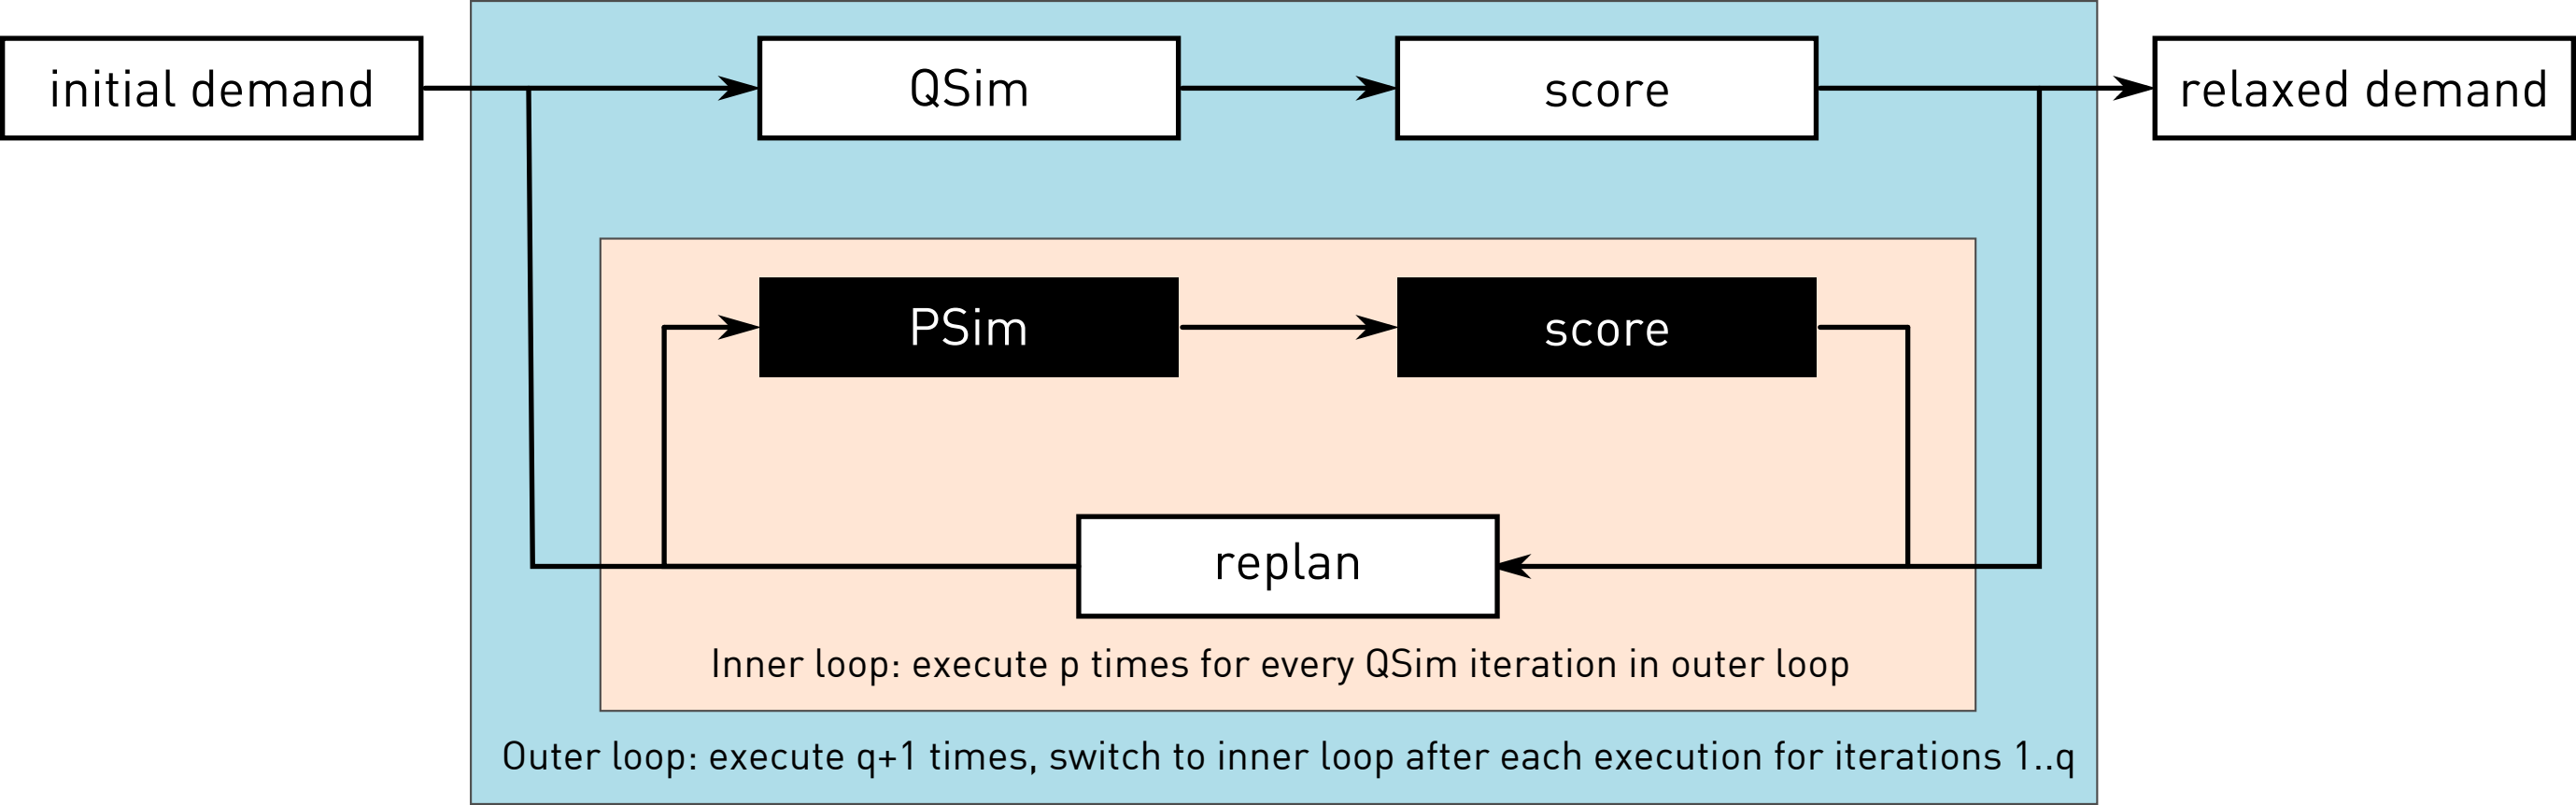 initial demand
QSim
score
relaxed demand
PSim
score
replan
Inner loop: execute p times for every QSim iteration in outer loop
Outer loop: execute q+1 times, switch to inner loop after each execution for iterations 1..q